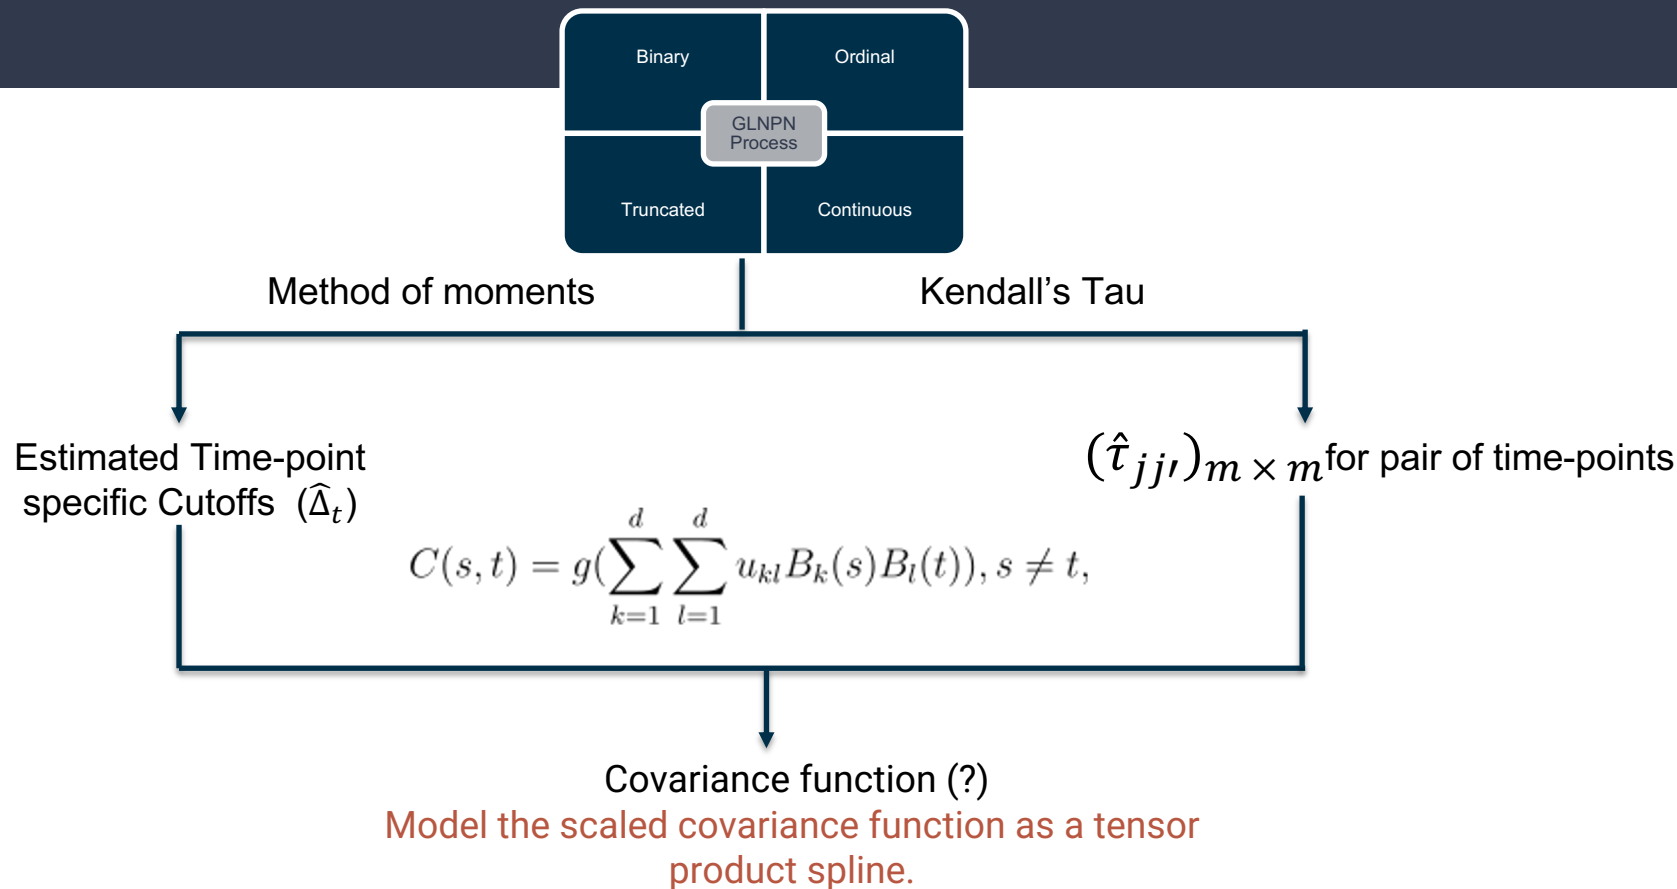 Binary
Ordinal
GLNPN
Process
Truncated
Continuous
Method of moments
Kendall’s Tau
Estimated Time-point
specific Cutoffs (Δ̂_t)
(τ̂_{jj′})_{m × m} for pair of time-points
C(s, t) = g(∑_{k=1}^{d} ∑_{l=1}^{d} u_{kl} B_k(s) B_l(t)), s ≠ t,
Covariance function (?)
Model the scaled covariance function as a tensor
product spline.